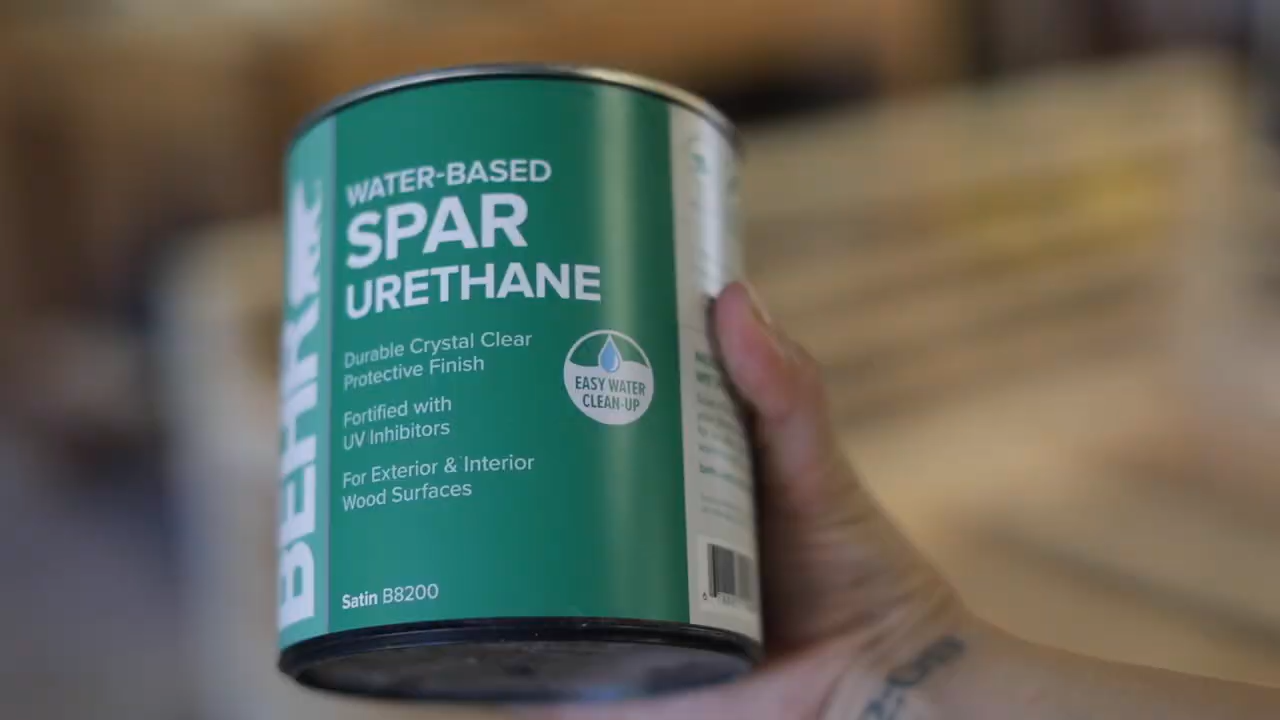 BEHR
WATER-BASED
SPAR
URETHANE
Durable Crystal Clear
Protective Finish
Fortified with
UV Inhibitors
For Exterior & Interior
Wood Surfaces
EASY WATER
CLEAN-UP
Satin B8200